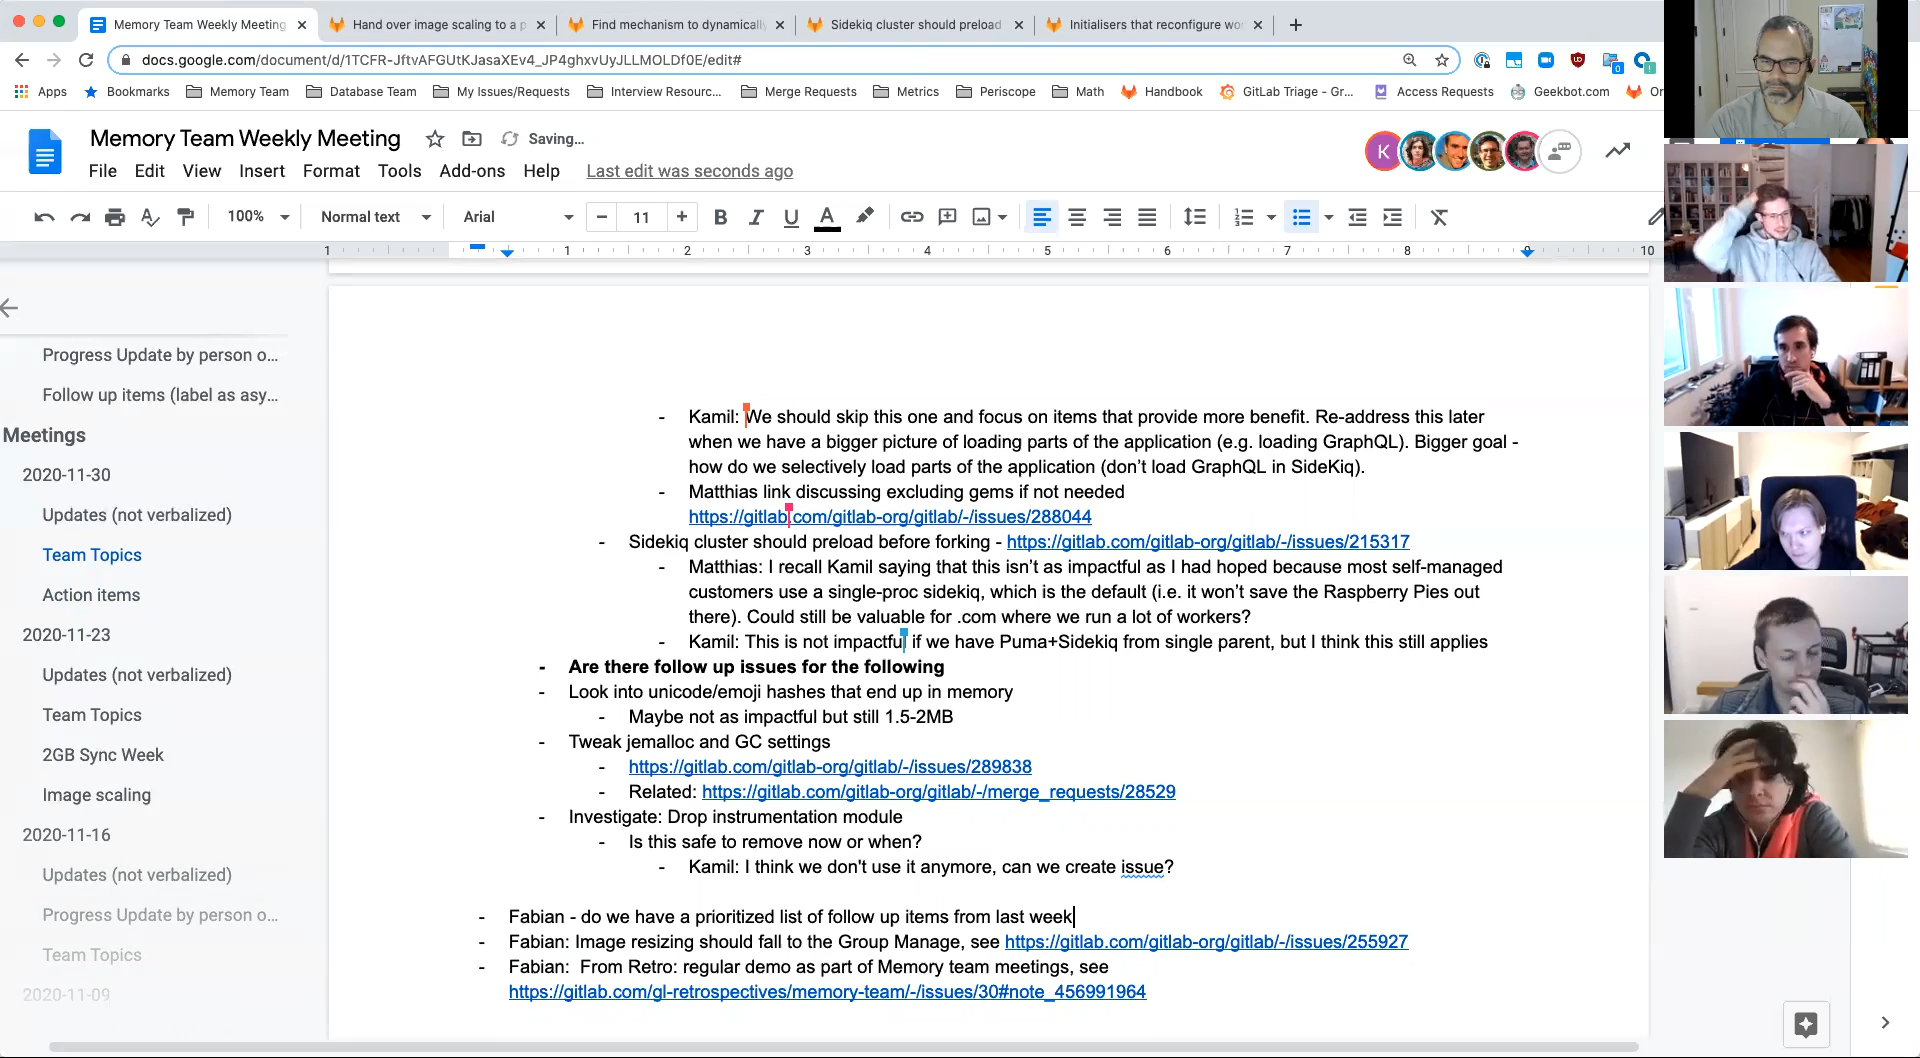 Memory Team Weekly Meeting
Hand over image scaling to a p
Find mechanism to dynamically
Sidekiq cluster should preload
Initialisers that reconfigure wor
docs.google.com/document/d/1TCFR-JftvAFGUtKJasaXEv4_JP4ghxvUyJLLMOLDf0E/edit#
Apps Bookmarks Memory Team Database Team My Issues/Requests Interview Resourc... Merge Requests Metrics Periscope Math Handbook GitLab Triage - Gr... Access Requests Geekbot.com Or
Memory Team Weekly Meeting Saving...
K
File Edit View Insert Format Tools Add-ons Help Last edit was seconds ago
100% Normal text Arial 11 B I U A
1 1 2 3 4 5 6 7 8 9 10
Progress Update by person o...
Follow up items (label as asy...
Meetings
2020-11-30
Updates (not verbalized)
Team Topics
Action items
2020-11-23
Updates (not verbalized)
Team Topics
2GB Sync Week
Image scaling
2020-11-16
Updates (not verbalized)
Progress Update by person o...
Team Topics
2020-11-09
- Kamil: We should skip this one and focus on items that provide more benefit. Re-address this later
when we have a bigger picture of loading parts of the application (e.g. loading GraphQL). Bigger goal -
how do we selectively load parts of the application (don't load GraphQL in SideKiq).
- Matthias link discussing excluding gems if not needed
https://gitlab.com/gitlab-org/gitlab/-/issues/288044
- Sidekiq cluster should preload before forking - https://gitlab.com/gitlab-org/gitlab/-/issues/215317
- Matthias: I recall Kamil saying that this isn't as impactful as I had hoped because most self-managed
customers use a single-proc sidekiq, which is the default (i.e. it won't save the Raspberry Pies out
there). Could still be valuable for .com where we run a lot of workers?
- Kamil: This is not impactful if we have Puma+Sidekiq from single parent, but I think this still applies
- Are there follow up issues for the following
- Look into unicode/emoji hashes that end up in memory
- Maybe not as impactful but still 1.5-2MB
- Tweak jemalloc and GC settings
- https://gitlab.com/gitlab-org/gitlab/-/issues/289838
- Related: https://gitlab.com/gitlab-org/gitlab/-/merge_requests/28529
- Investigate: Drop instrumentation module
- Is this safe to remove now or when?
- Kamil: I think we don't use it anymore, can we create issue?
- Fabian - do we have a prioritized list of follow up items from last week
- Fabian: Image resizing should fall to the Group Manage, see https://gitlab.com/gitlab-org/gitlab/-/issues/255927
- Fabian: From Retro: regular demo as part of Memory team meetings, see
https://gitlab.com/gl-retrospectives/memory-team/-/issues/30#note_456991964